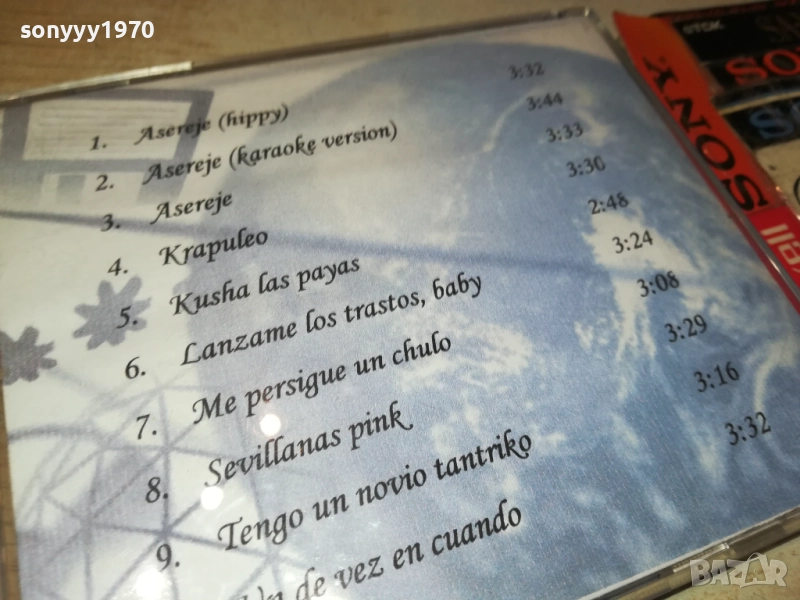 sonyyy1970
1. Asereje (hippy) 3:32
2. Asereje (karaoke version) 3:44
3. Asereje 3:33
4. Krapuleo 3:30
5. Kusha las payas 2:48
6. Lanzame los trastos, baby 3:24
7. Me persigue un chulo 3:08
8. Sevillanas pink 3:29
9. Tengo un novio tantriko 3:16
de vez en cuando 3:32
TDK
SONY
BAZAR